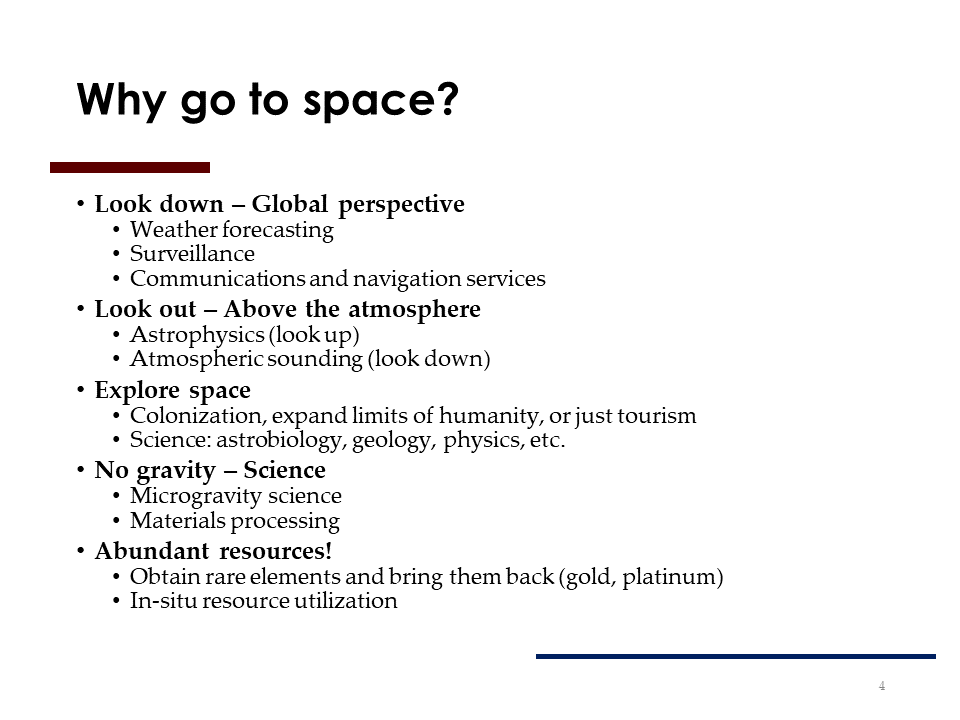 Why go to space?
• Look down – Global perspective
• Weather forecasting
• Surveillance
• Communications and navigation services
• Look out – Above the atmosphere
• Astrophysics (look up)
• Atmospheric sounding (look down)
• Explore space
• Colonization, expand limits of humanity, or just tourism
• Science: astrobiology, geology, physics, etc.
• No gravity – Science
• Microgravity science
• Materials processing
• Abundant resources!
• Obtain rare elements and bring them back (gold, platinum)
• In-situ resource utilization
4